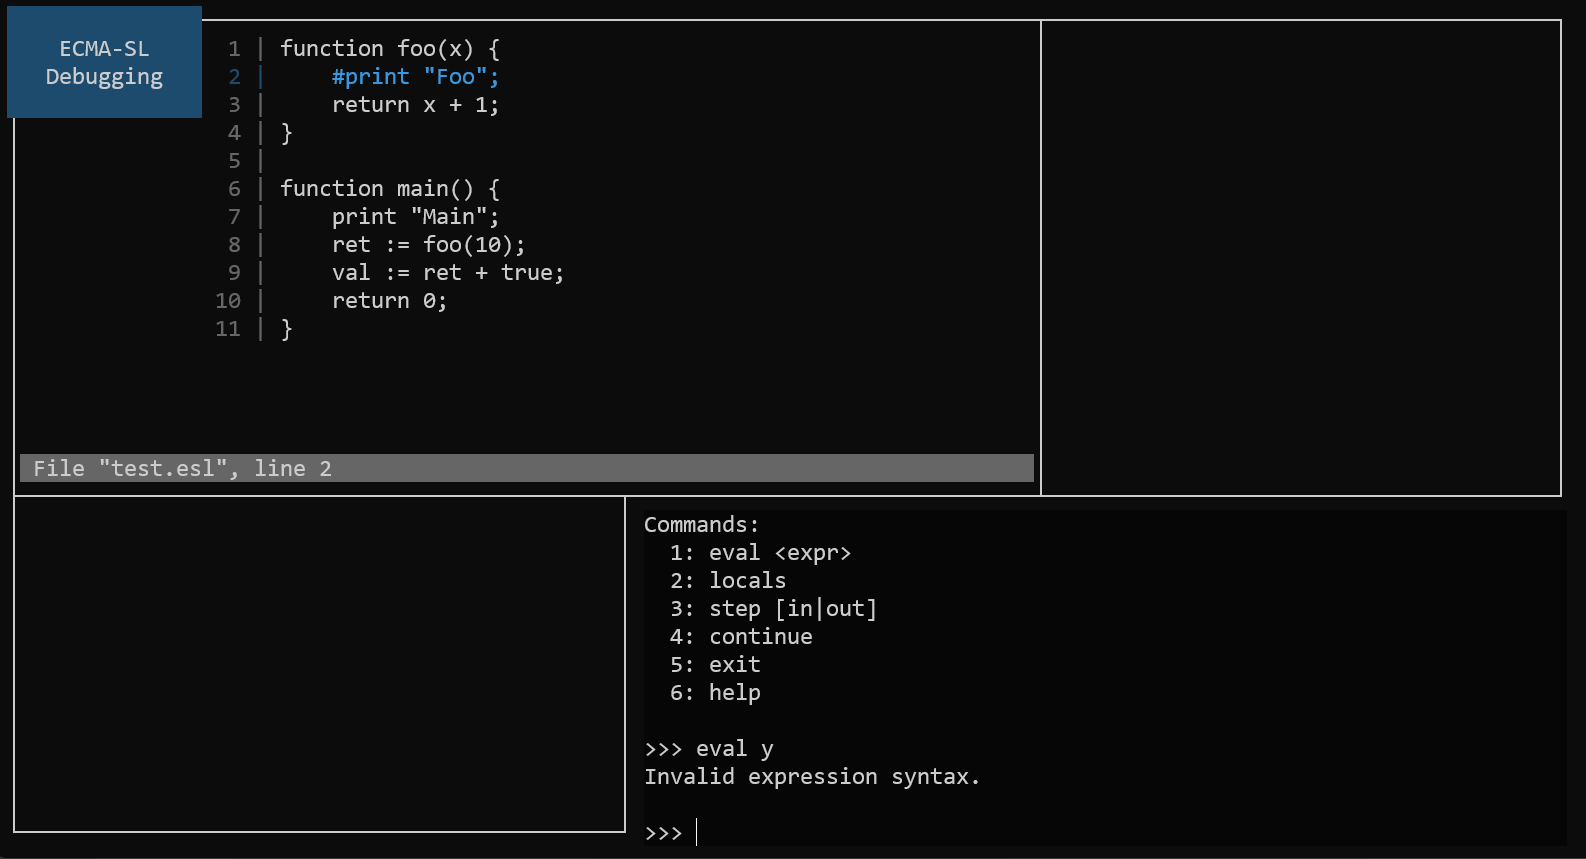 ECMA-SL
Debugging
1 | function foo(x) {
2 |     #print "Foo";
3 |     return x + 1;
4 | }
5 |
6 | function main() {
7 |     print "Main";
8 |     ret := foo(10);
9 |     val := ret + true;
10 |     return 0;
11 | }
File "test.esl", line 2
Commands:
  1: eval <expr>
  2: locals
  3: step [in|out]
  4: continue
  5: exit
  6: help
>>> eval y
Invalid expression syntax.
>>>